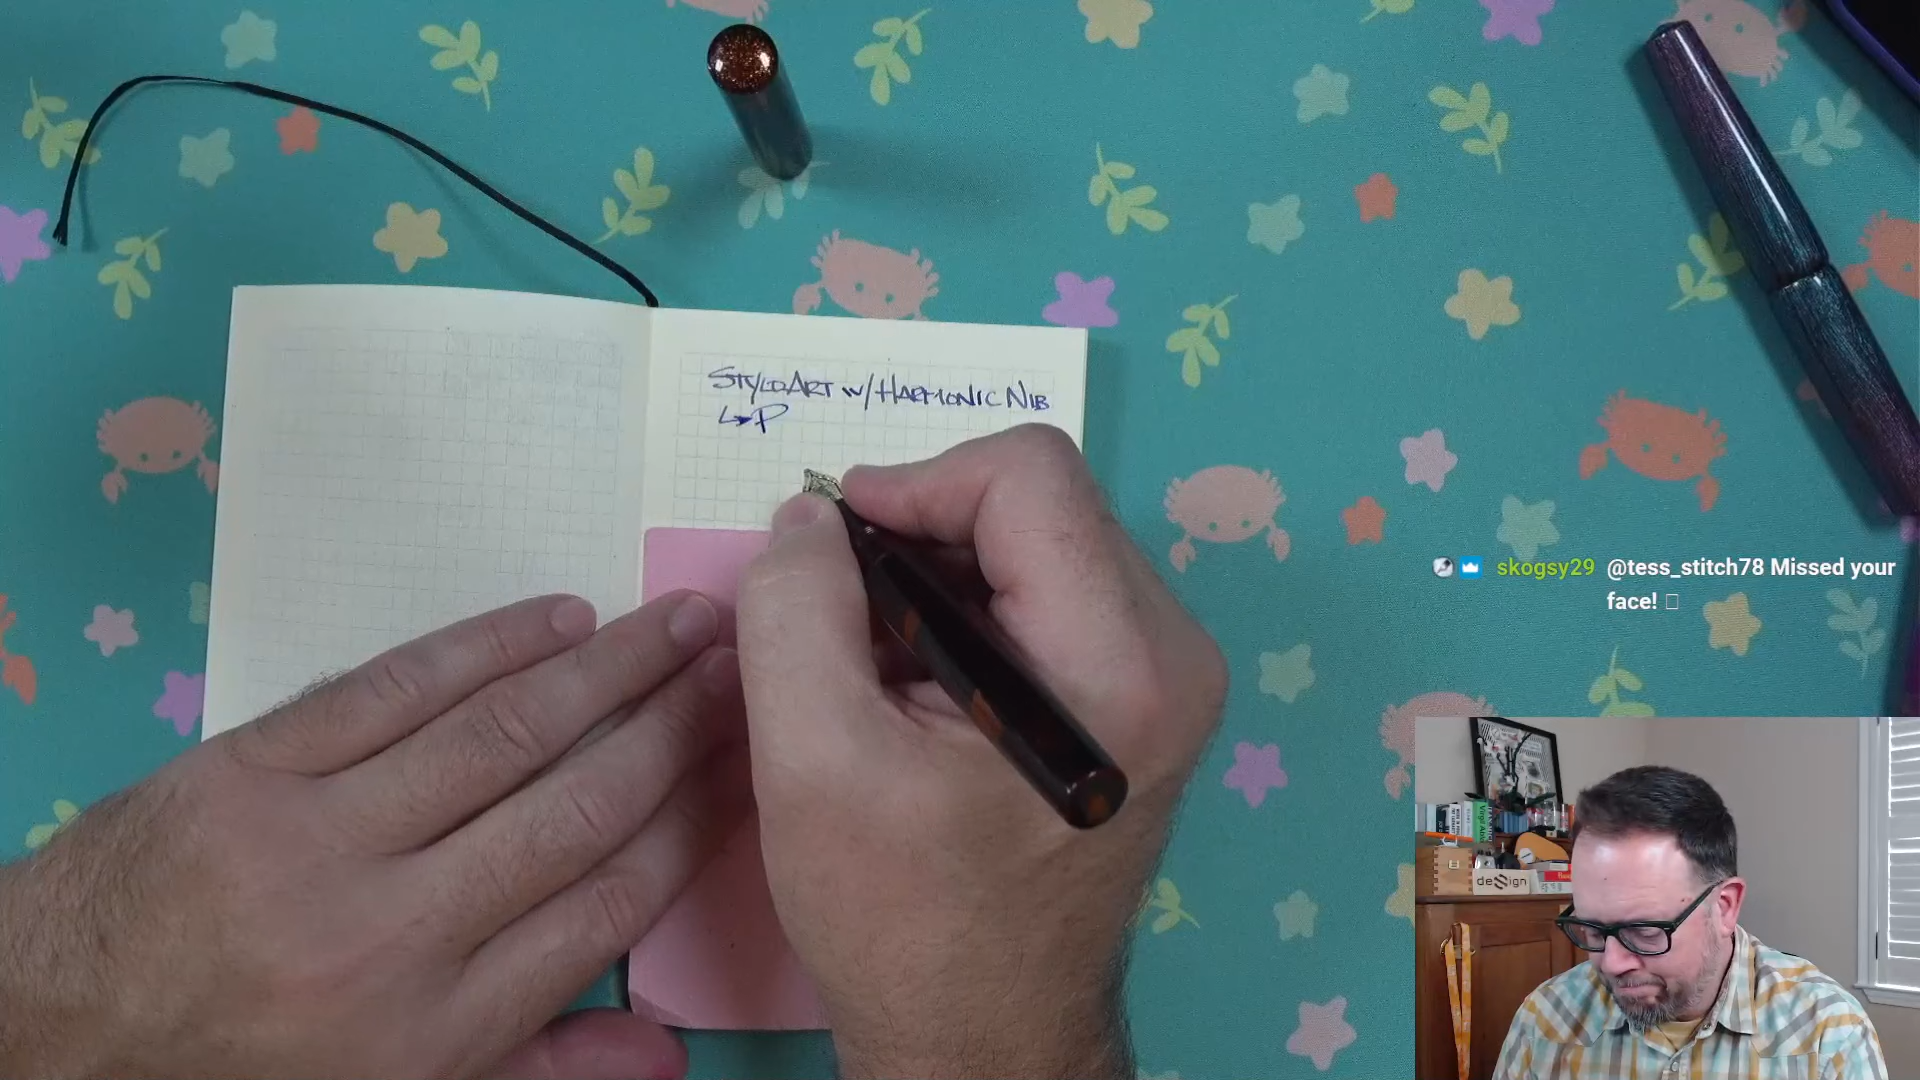 StyloArt w/ Harmonic Nib
↳ P
skogsy29 @tess_stitch78 Missed your
face!
design